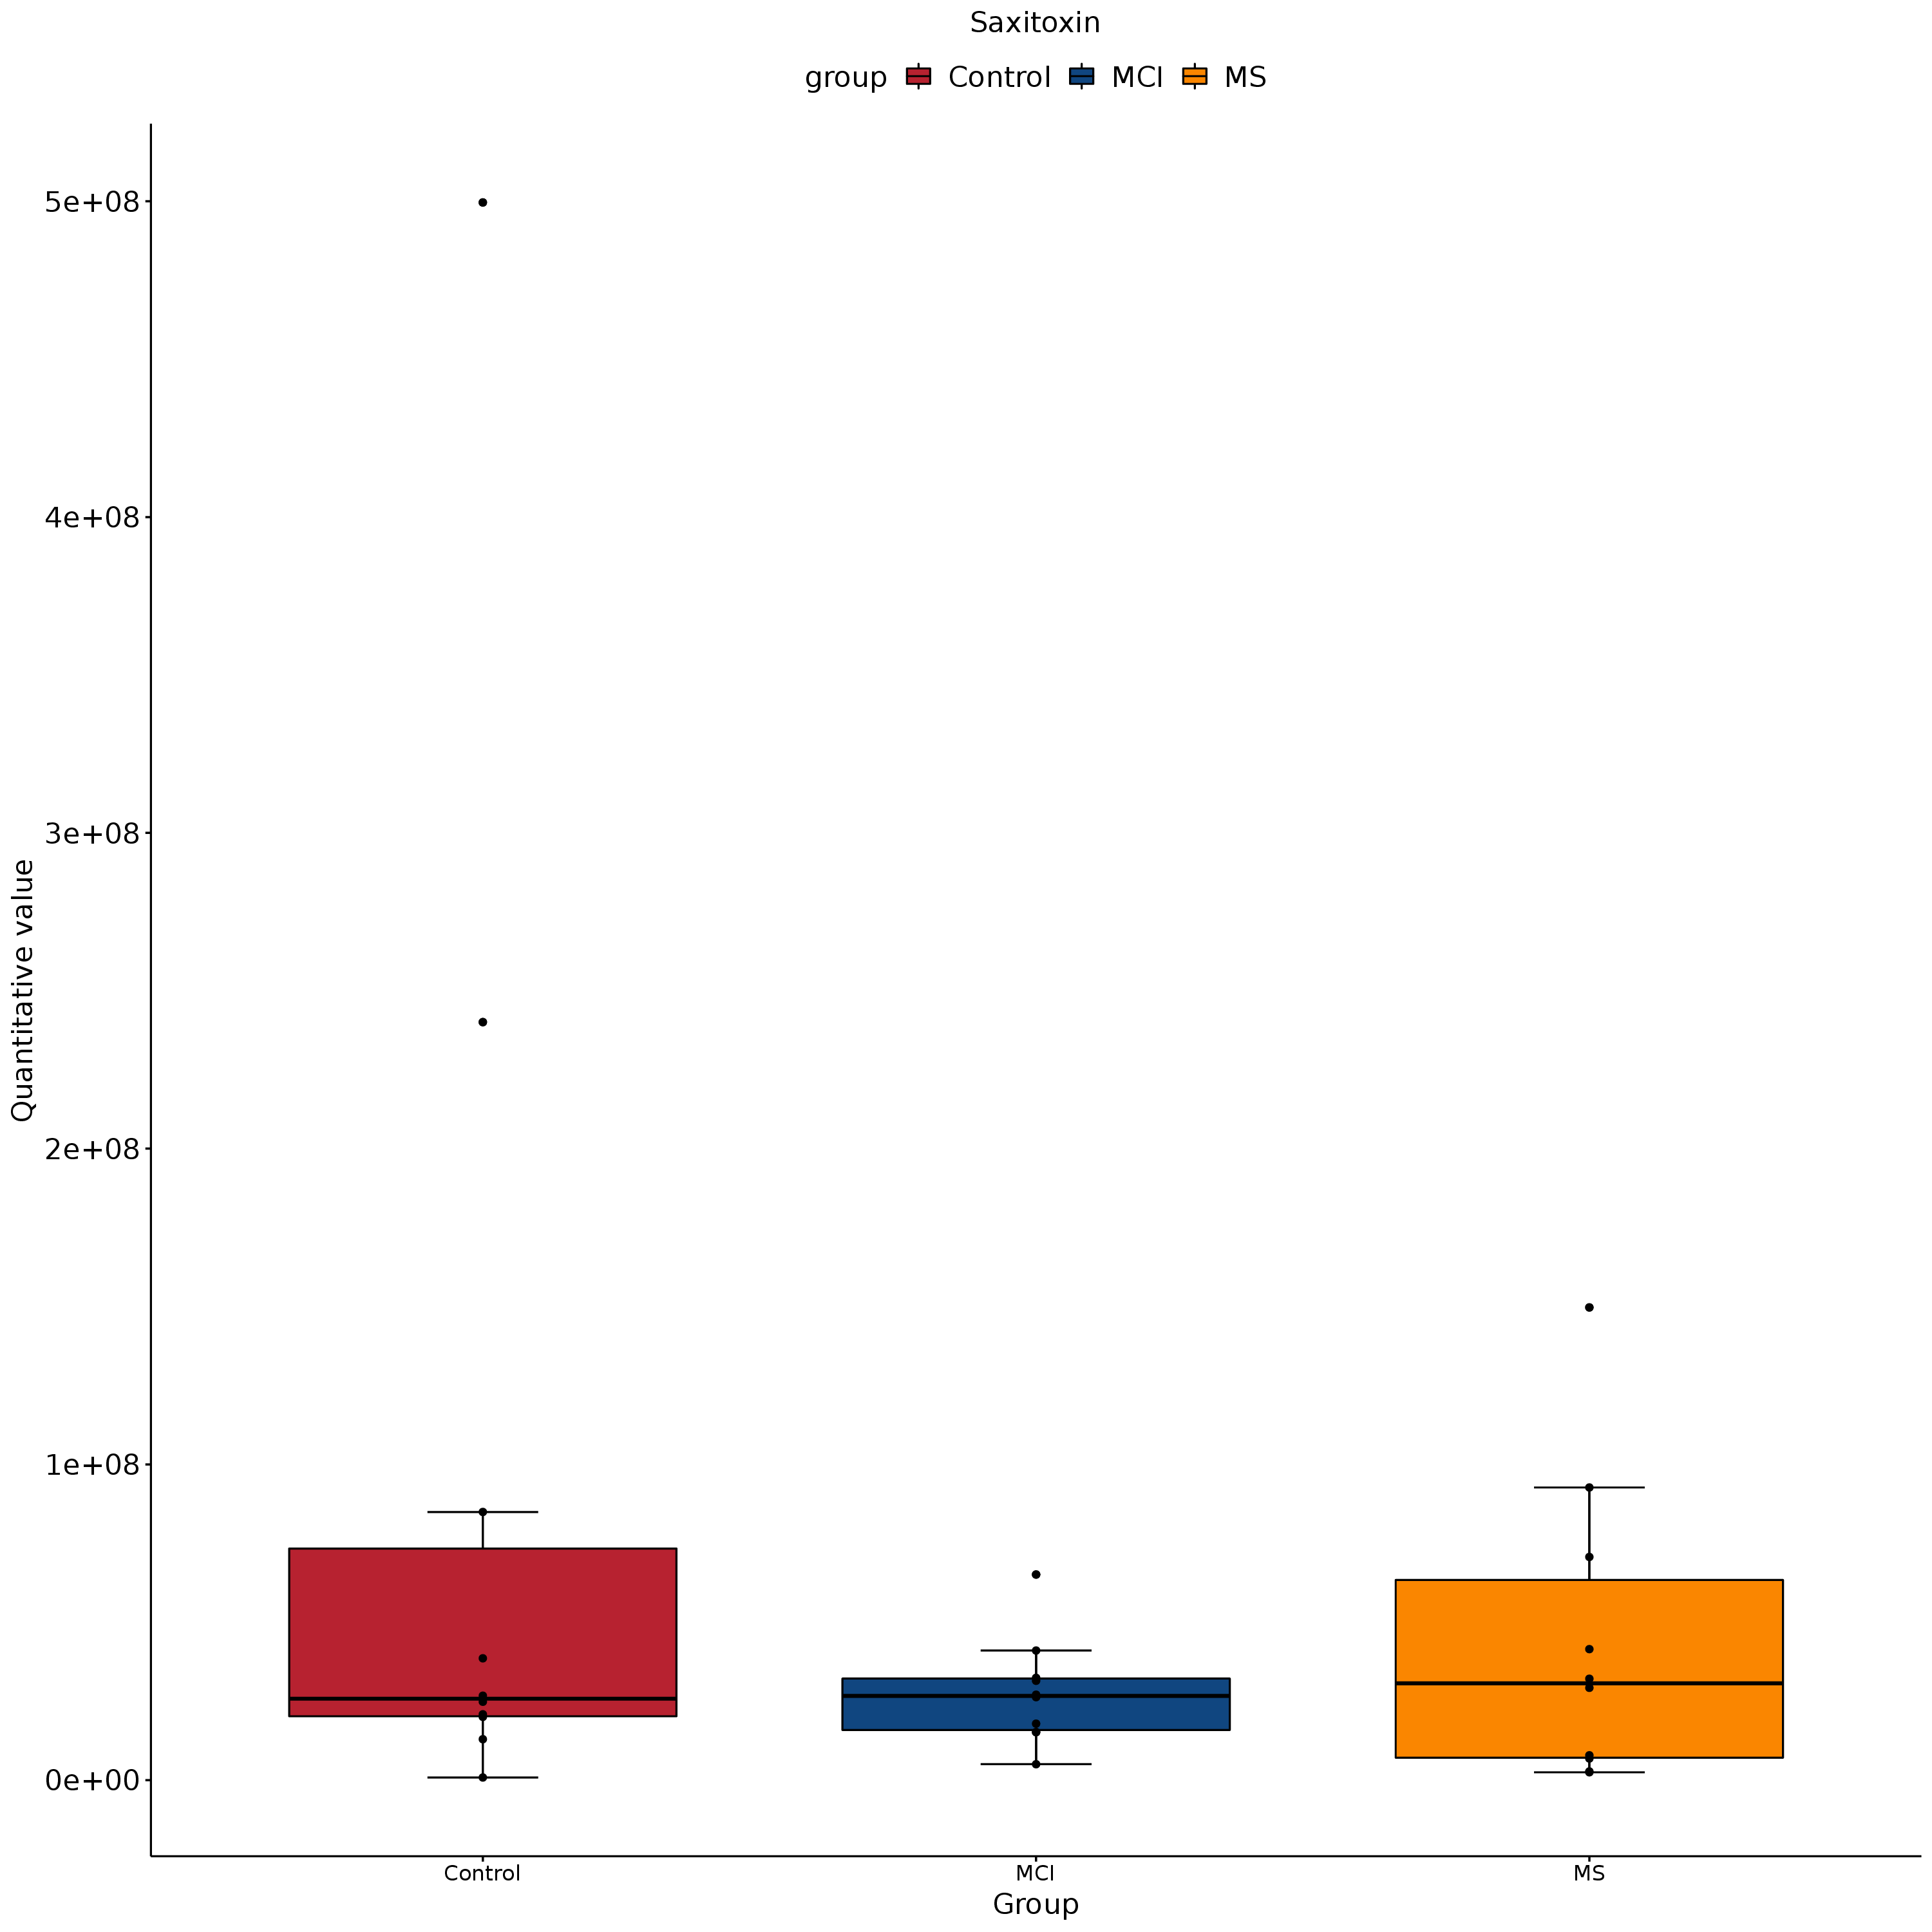 Saxitoxin
group Control MCI MS
Quantitative value
5e+08
4e+08
3e+08
2e+08
1e+08
0e+00
Control MCI MS
Group